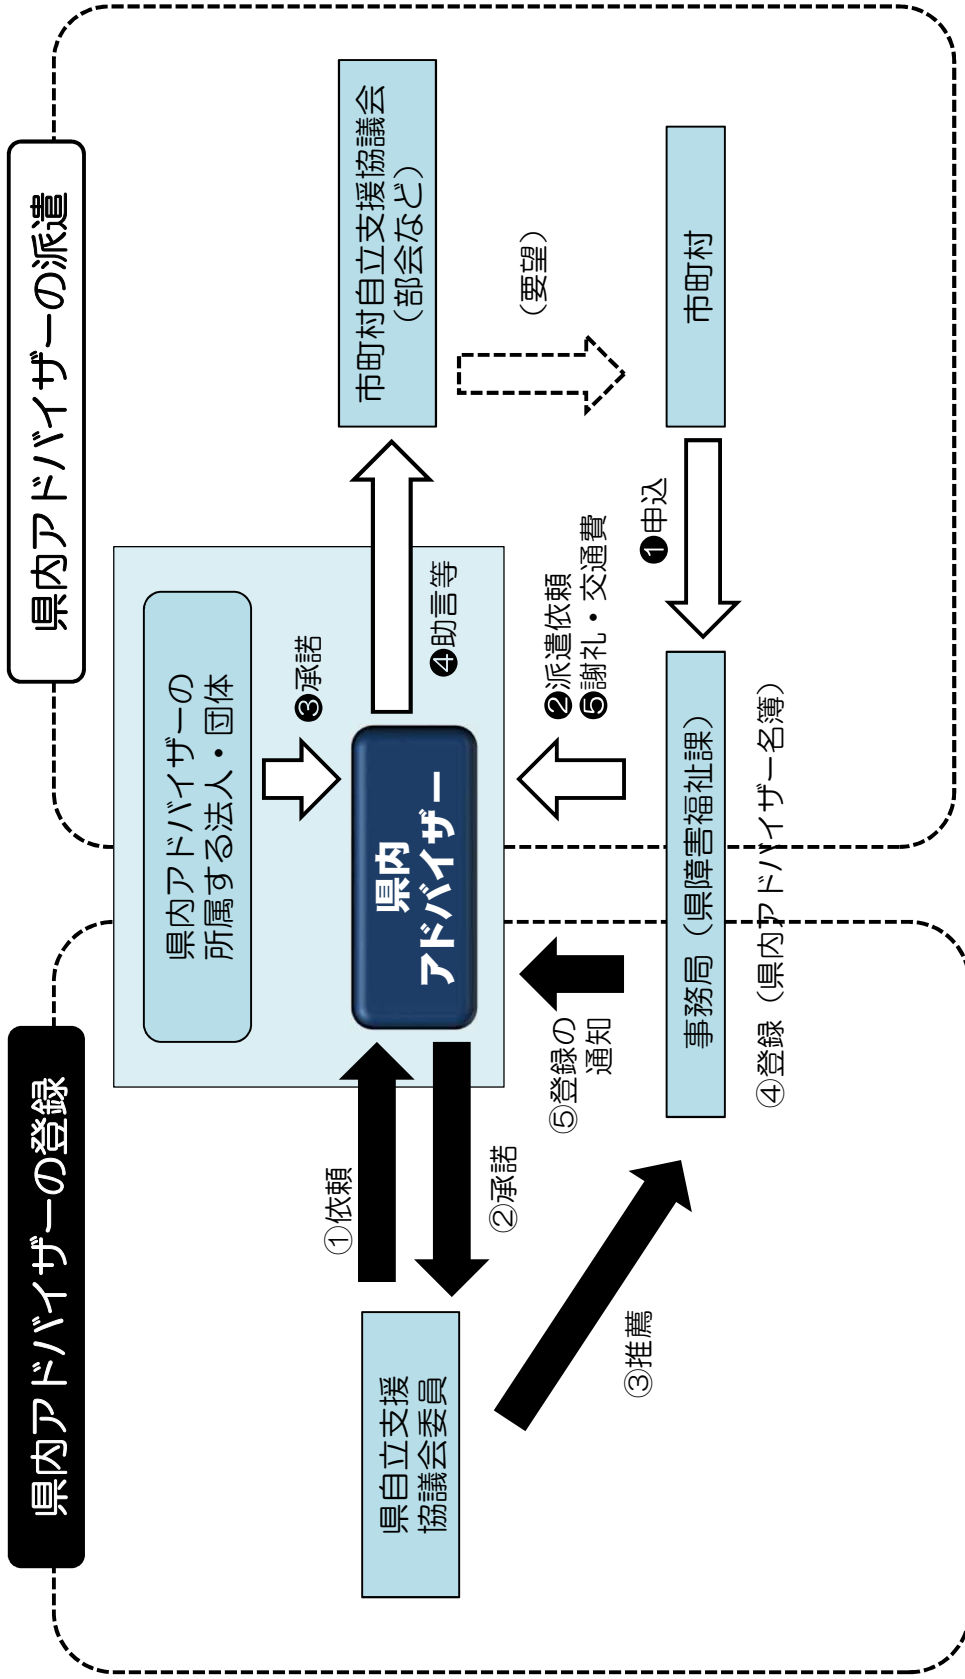 県内アドバイザーの登録
県内アドバイザーの派遣
県内アドバイザーの
所属する法人・団体
❸承諾
県内
アドバイザー
①依頼
②承諾
県自立支援
協議会委員
③推薦
⑤登録の
通知
事務局（県障害福祉課）
④登録（県内アドバイザー名簿）
❹助言等
市町村自立支援協議会
（部会など）
（要望）
❷派遣依頼
❺謝礼・交通費
❶申込
市町村